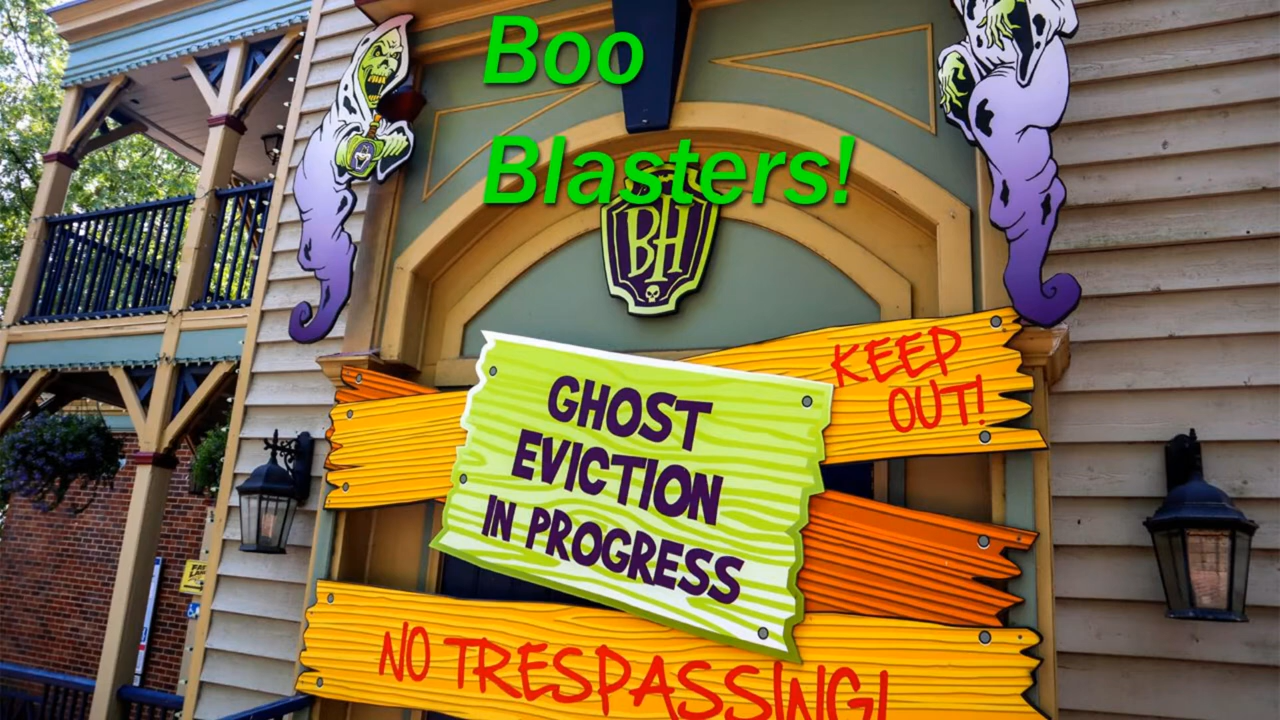 Boo
Blasters!
BH
KEEP
OUT!
GHOST
EVICTION
IN PROGRESS
NO TRESPASSING!